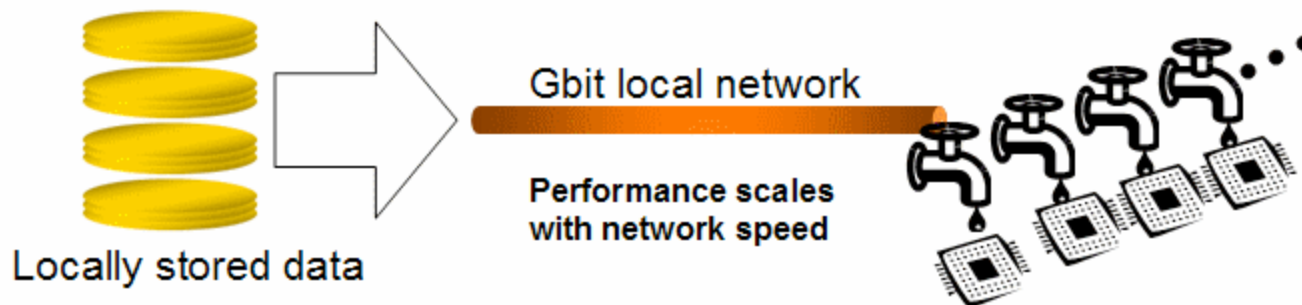 Gbit local network
Performance scales
with network speed
Locally stored data